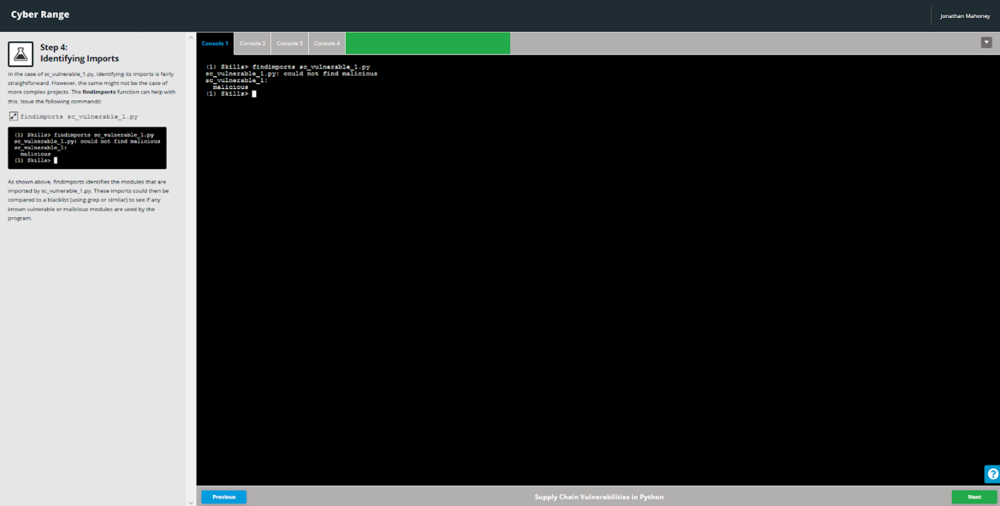 Cyber Range
Jonathan Mahoney
Step 4:
Identifying Imports
In the case of sc_vulnerable_1.py, identifying its imports is fairly
straightforward. However, the same might not be the case of
more complex projects. The findimports function can help with
this. Issue the following commands:
findimports sc_vulnerable_1.py
(1) Skills> findimports sc_vulnerable_1.py
sc_vulnerable_1.py: could not find malicious
sc_vulnerable_1:
malicious
(1) Skills>
As shown above, findimports identifies the modules that are
imported by sc_vulnerable_1.py. These imports could then be
compared to a blacklist (using grep or similar) to see if any
known vulnerable or malicious modules are used by the
program.
Console 1
Console 2
Console 3
Console 4
(1) Skills> findimports sc_vulnerable_1.py
sc_vulnerable_1.py: could not find malicious
sc_vulnerable_1:
malicious
(1) Skills>
?
Previous
Supply Chain Vulnerabilities in Python
Next